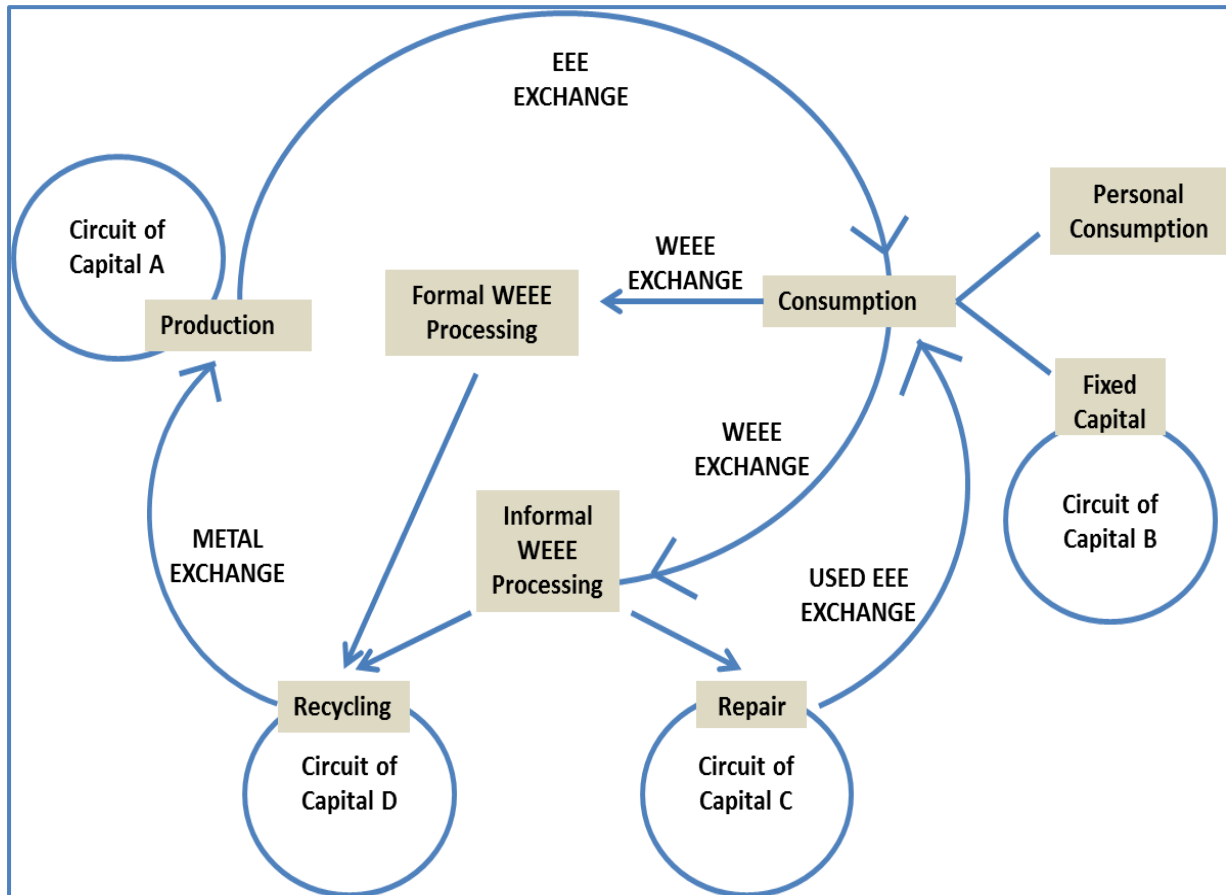 EEE
EXCHANGE
Circuit of
Capital A
Production
WEEE
EXCHANGE
Formal WEEE
Processing
Consumption
Personal
Consumption
Fixed
Capital
Circuit of
Capital B
WEEE
EXCHANGE
Informal
WEEE
Processing
METAL
EXCHANGE
USED EEE
EXCHANGE
Recycling
Circuit of
Capital D
Repair
Circuit of
Capital C